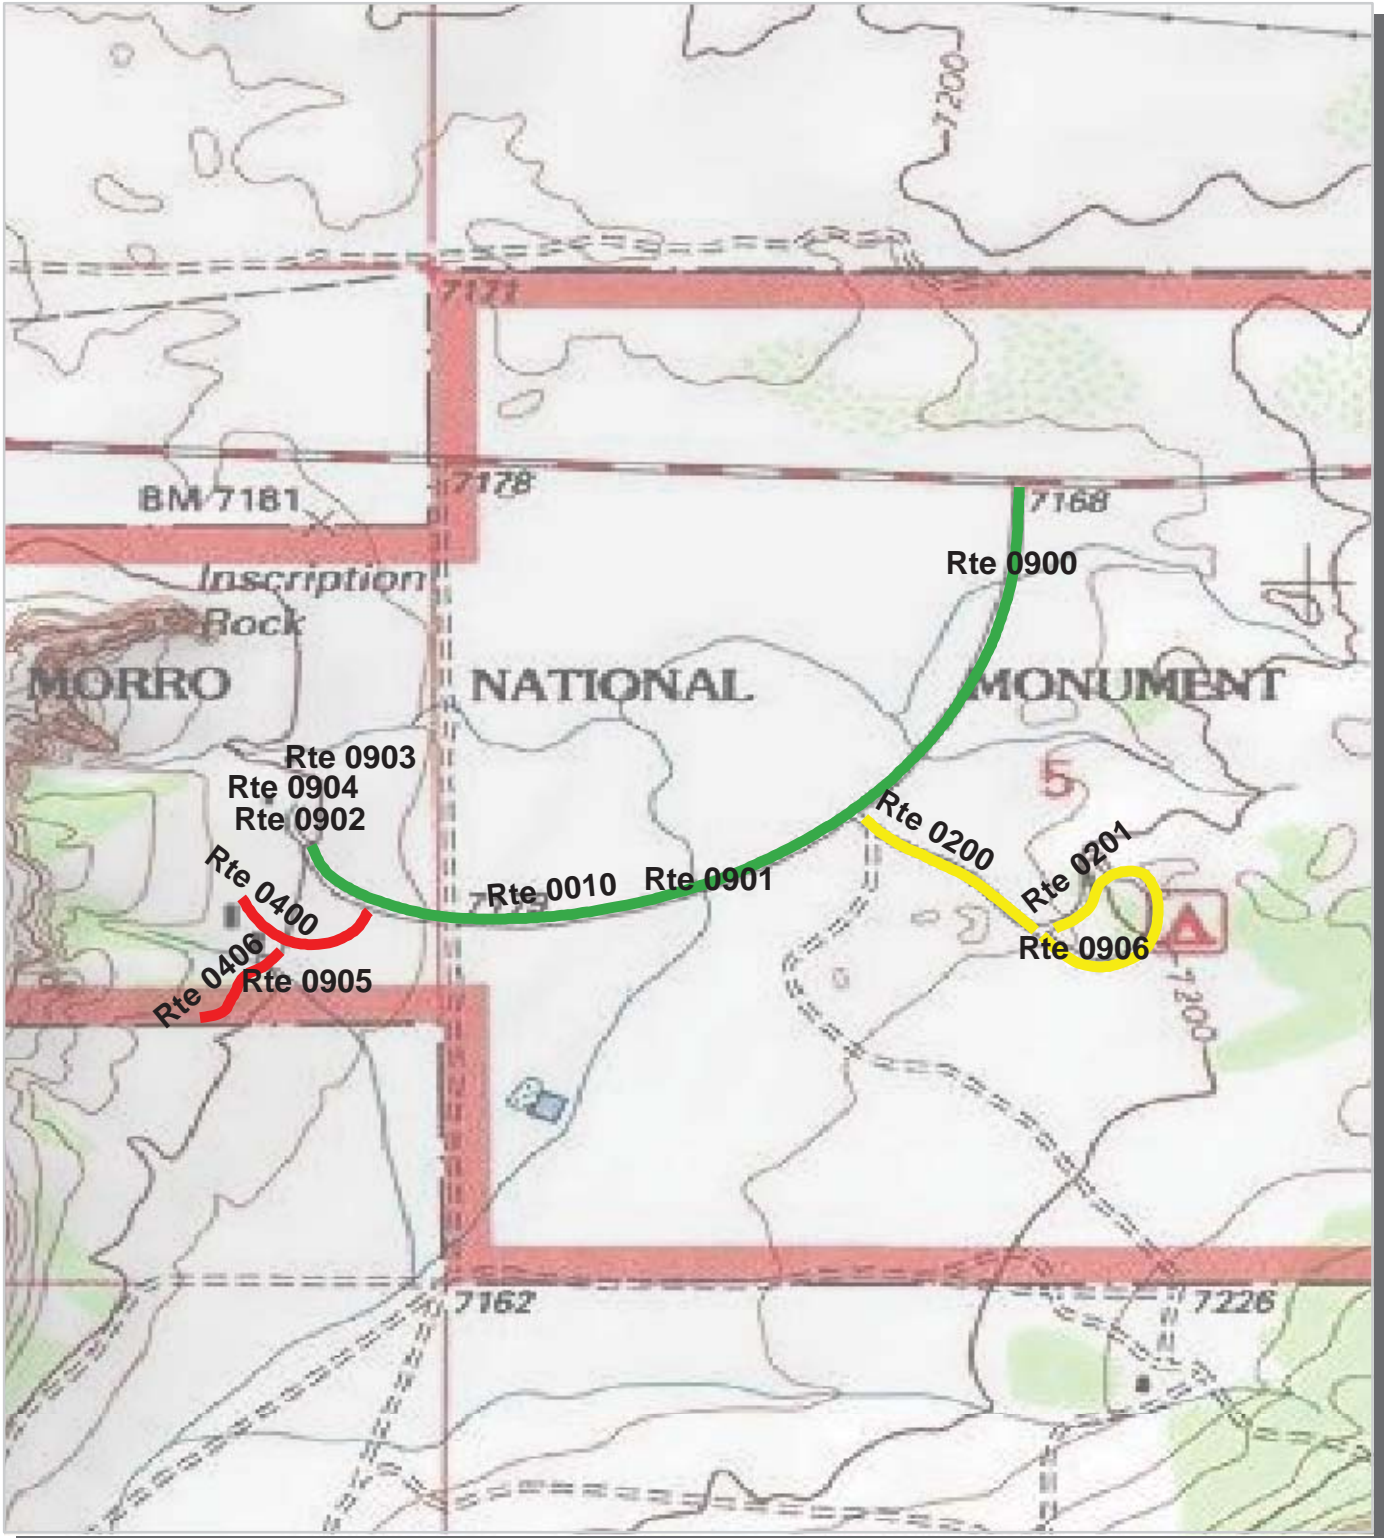 7200
7171
7178
BM 7181
7168
Rte 0900
Inscription
Rock
MORRO NATIONAL MONUMENT
Rte 0903
Rte 0904
5
Rte 0902
Rte 0200
Rte 0201
Rte 0400
Rte 0010
Rte 0901
Rte 0406
Rte 0906
Rte 0905
7200
7162
7226